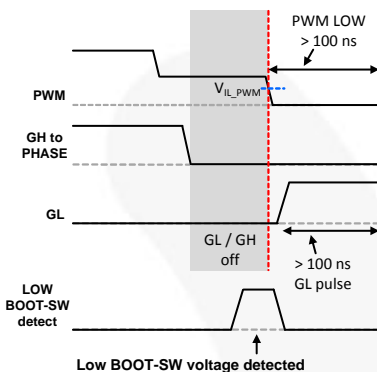 PWM LOW
> 100 ns
V_IL_PWM
PWM
GH to
PHASE
GL
GL / GH
off
> 100 ns
GL pulse
LOW
BOOT-SW
detect
Low BOOT-SW voltage detected